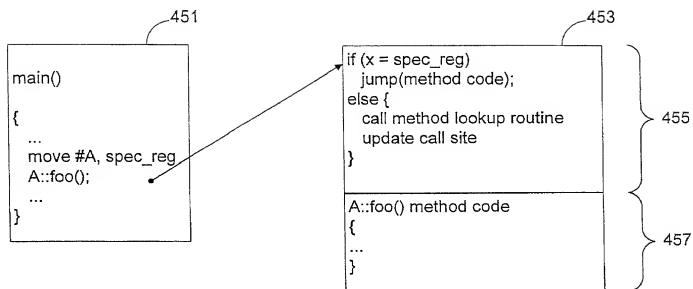 451
main()
{
...
move #A, spec_reg
A::foo();
...
}
453
if (x = spec_reg)
jump(method code);
else {
call method lookup routine
update call site
}
455
A::foo() method code
{
...
}
457